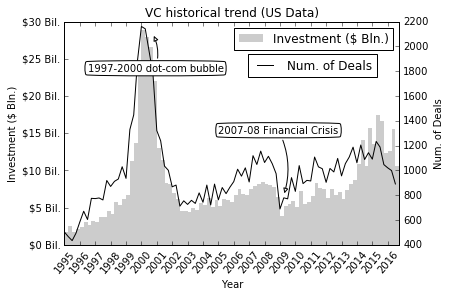 VC historical trend (US Data)
$30 Bil.
$25 Bil.
$20 Bil.
$15 Bil.
$10 Bil.
$5 Bil.
$0 Bil.
Investment ($ Bln.)
Investment ($ Bln.)
Num. of Deals
1997-2000 dot-com bubble
2007-08 Financial Crisis
2200
2000
1800
1600
1400
1200
1000
800
600
400
Num. of Deals
1995
1996
1997
1998
1999
2000
2001
2002
2003
2004
2005
2006
2007
2008
2009
2010
2011
2012
2013
2014
2015
2016
Year